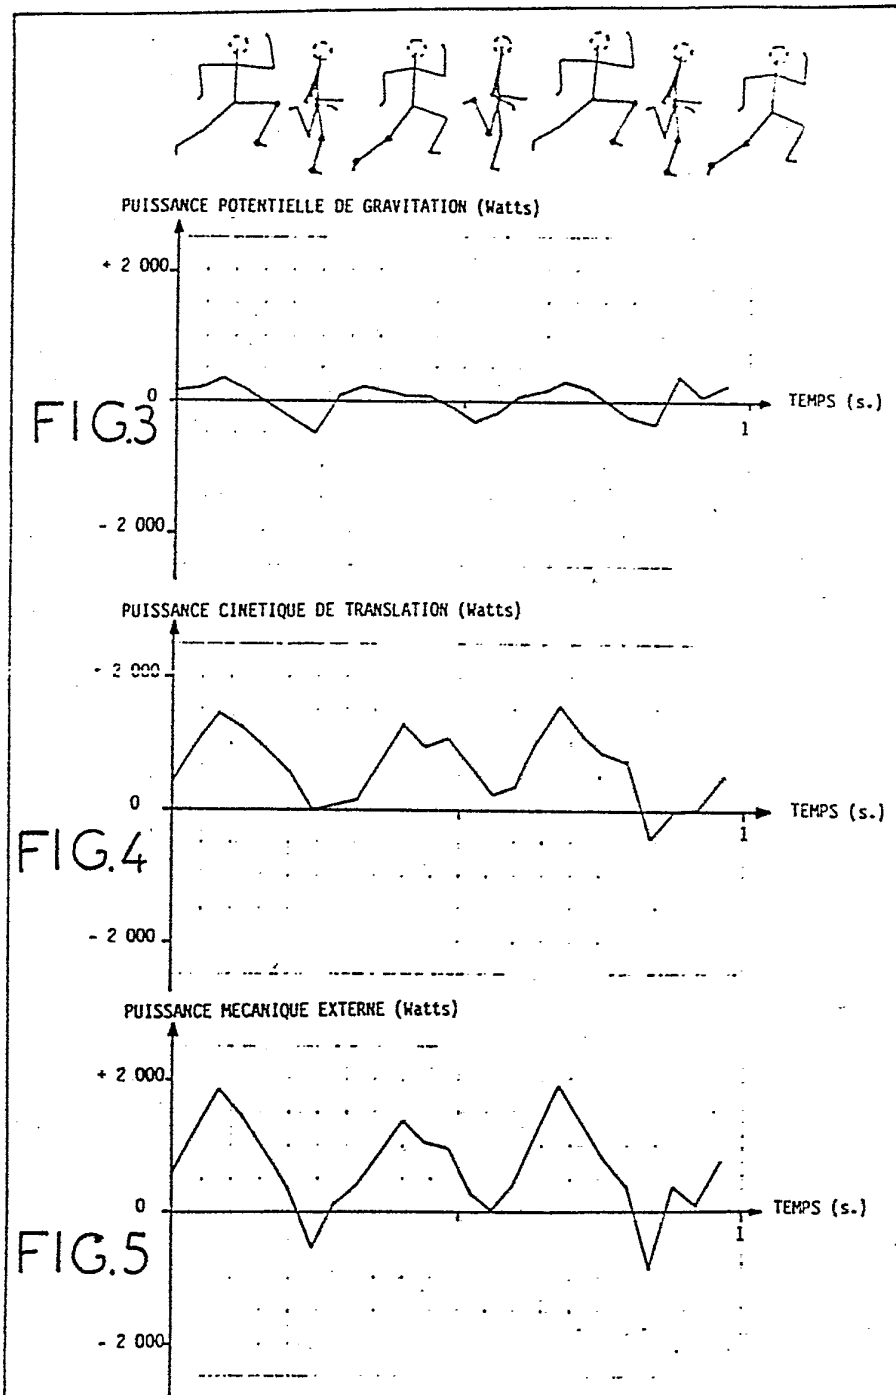 PUISSANCE POTENTIELLE DE GRAVITATION (Watts)
+ 2 000
0
TEMPS (s.)
1
FIG.3
- 2 000
PUISSANCE CINETIQUE DE TRANSLATION (Watts)
- 2 000
0
TEMPS (s.)
1
FIG.4
- 2 000
PUISSANCE MECANIQUE EXTERNE (Watts)
+ 2 000
0
TEMPS (s.)
1
FIG.5
- 2 000